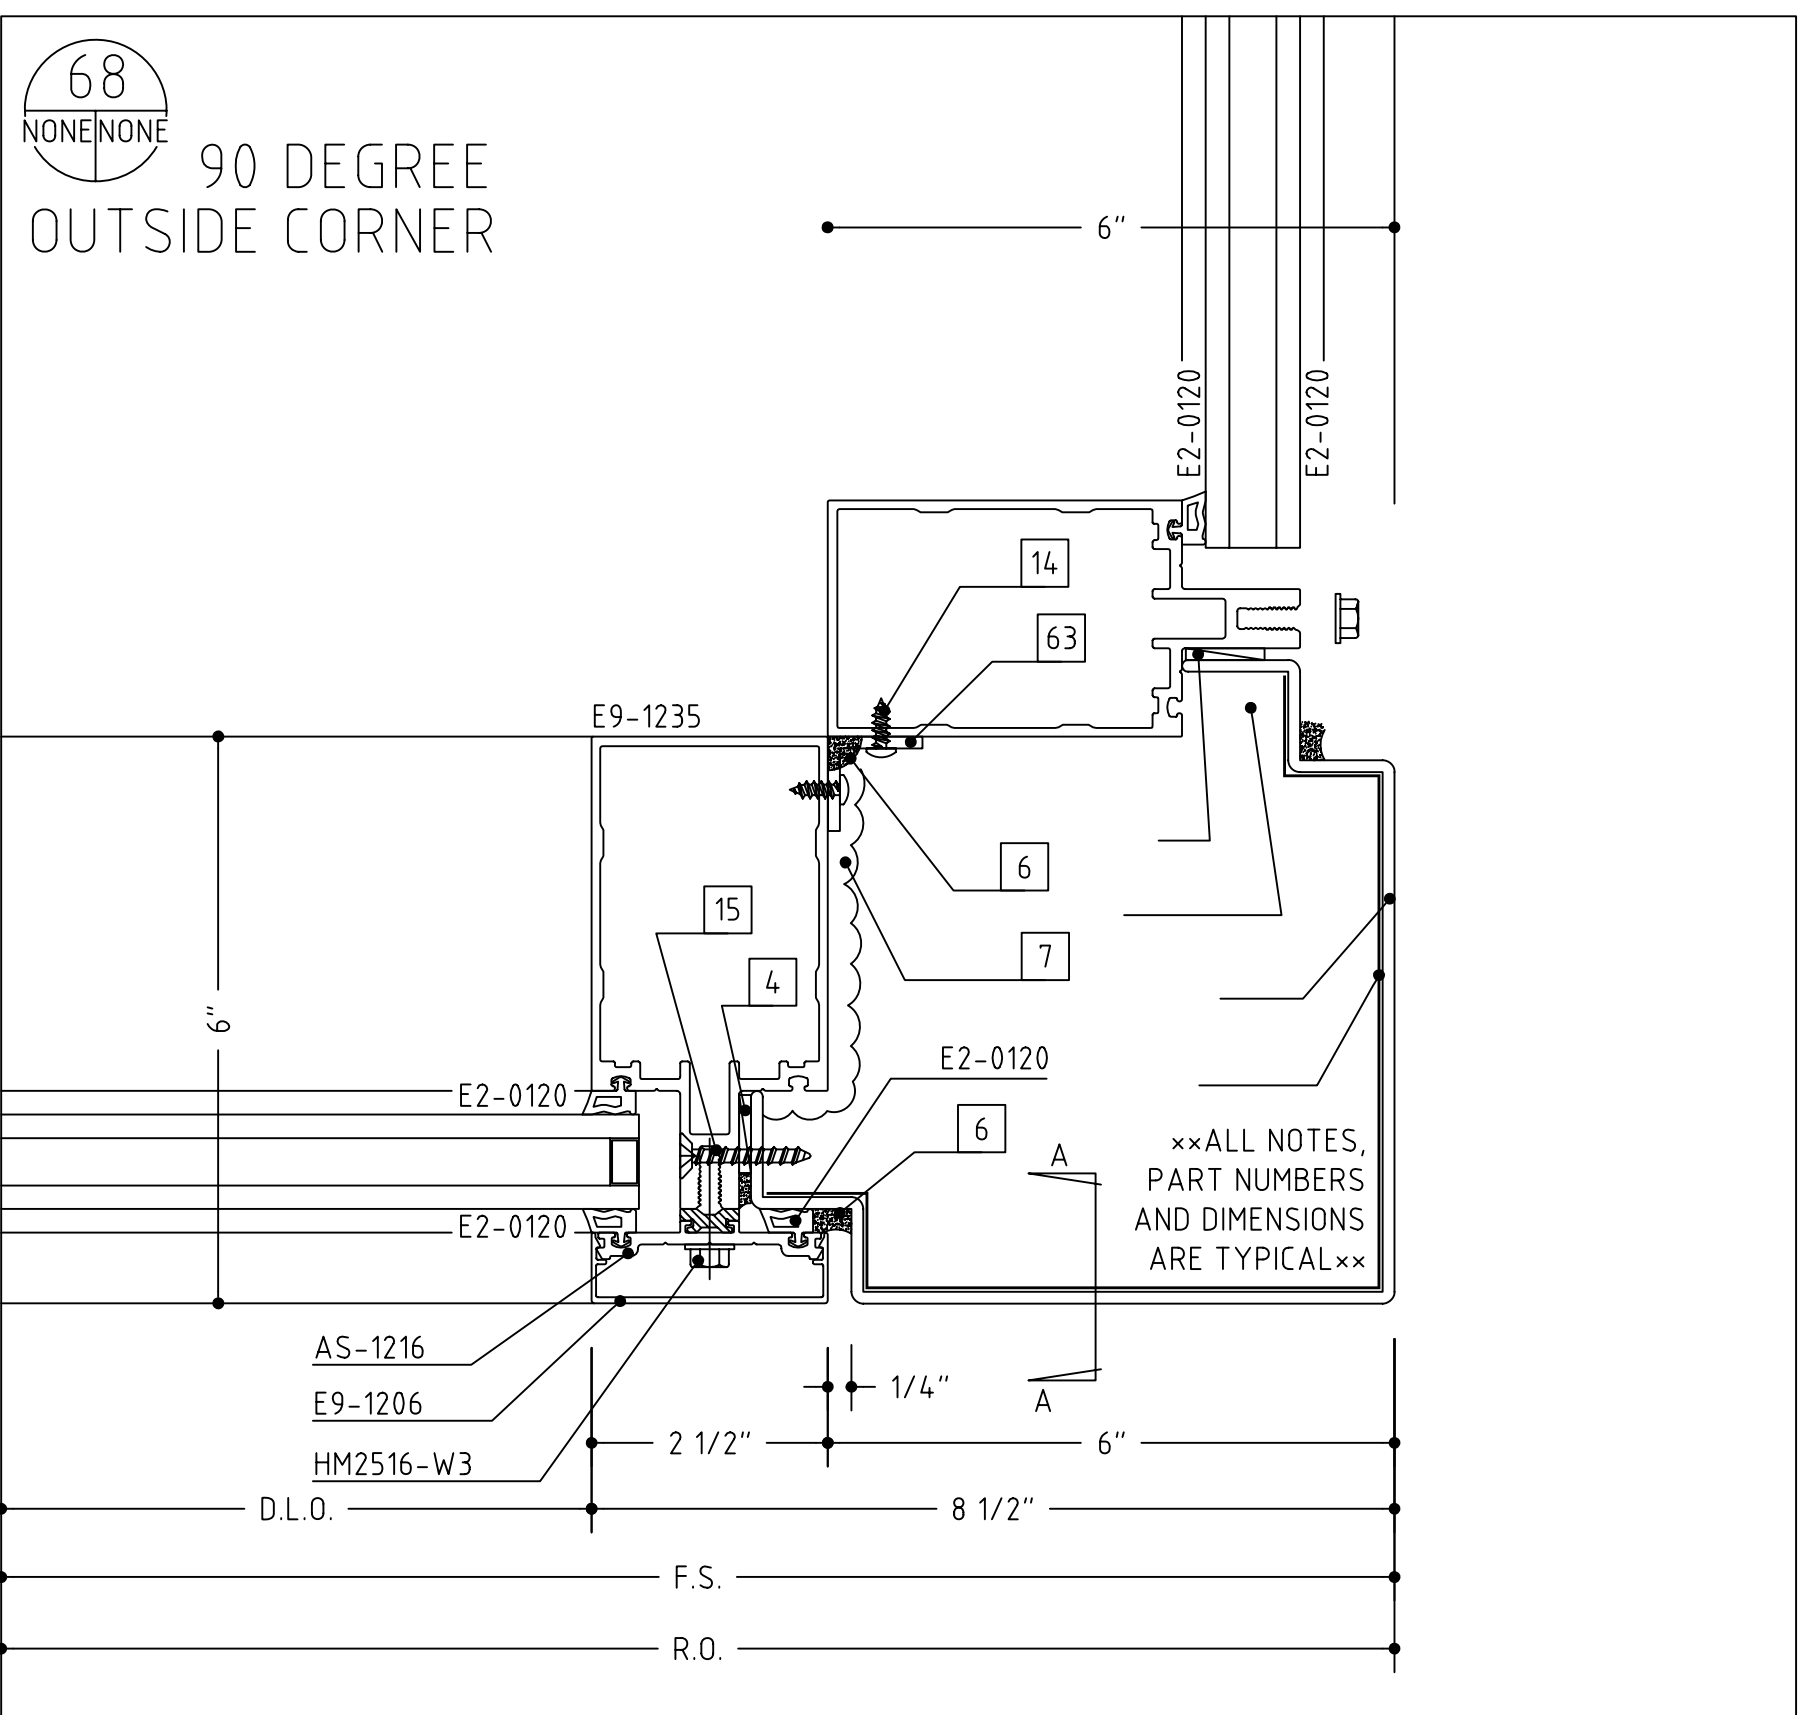 68
NONE NONE
90 DEGREE
OUTSIDE CORNER
6"
E2-0120
E2-0120
14
63
E9-1235
6
15
7
4
6"
E2-0120
E2-0120
6
××ALL NOTES,
PART NUMBERS
AND DIMENSIONS
ARE TYPICAL××
A
E2-0120
AS-1216
1/4"
A
E9-1206
2 1/2"
6"
HM2516-W3
D.L.O.
8 1/2"
F.S.
R.O.